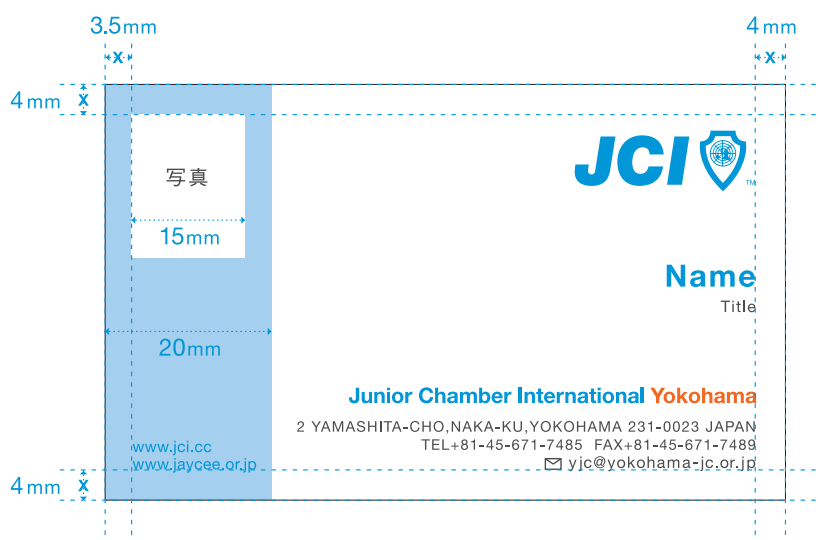 3.5mm
4mm
X
X
4mm
X
JCI
TM
写真
15mm
Name
Title
20mm
Junior Chamber International Yokohama
2 YAMASHITA-CHO,NAKA-KU,YOKOHAMA 231-0023 JAPAN
TEL+81-45-671-7485 FAX+81-45-671-7489
yjc@yokohama-jc.or.jp
www.jci.cc
www.jaycee.or.jp
4mm
X